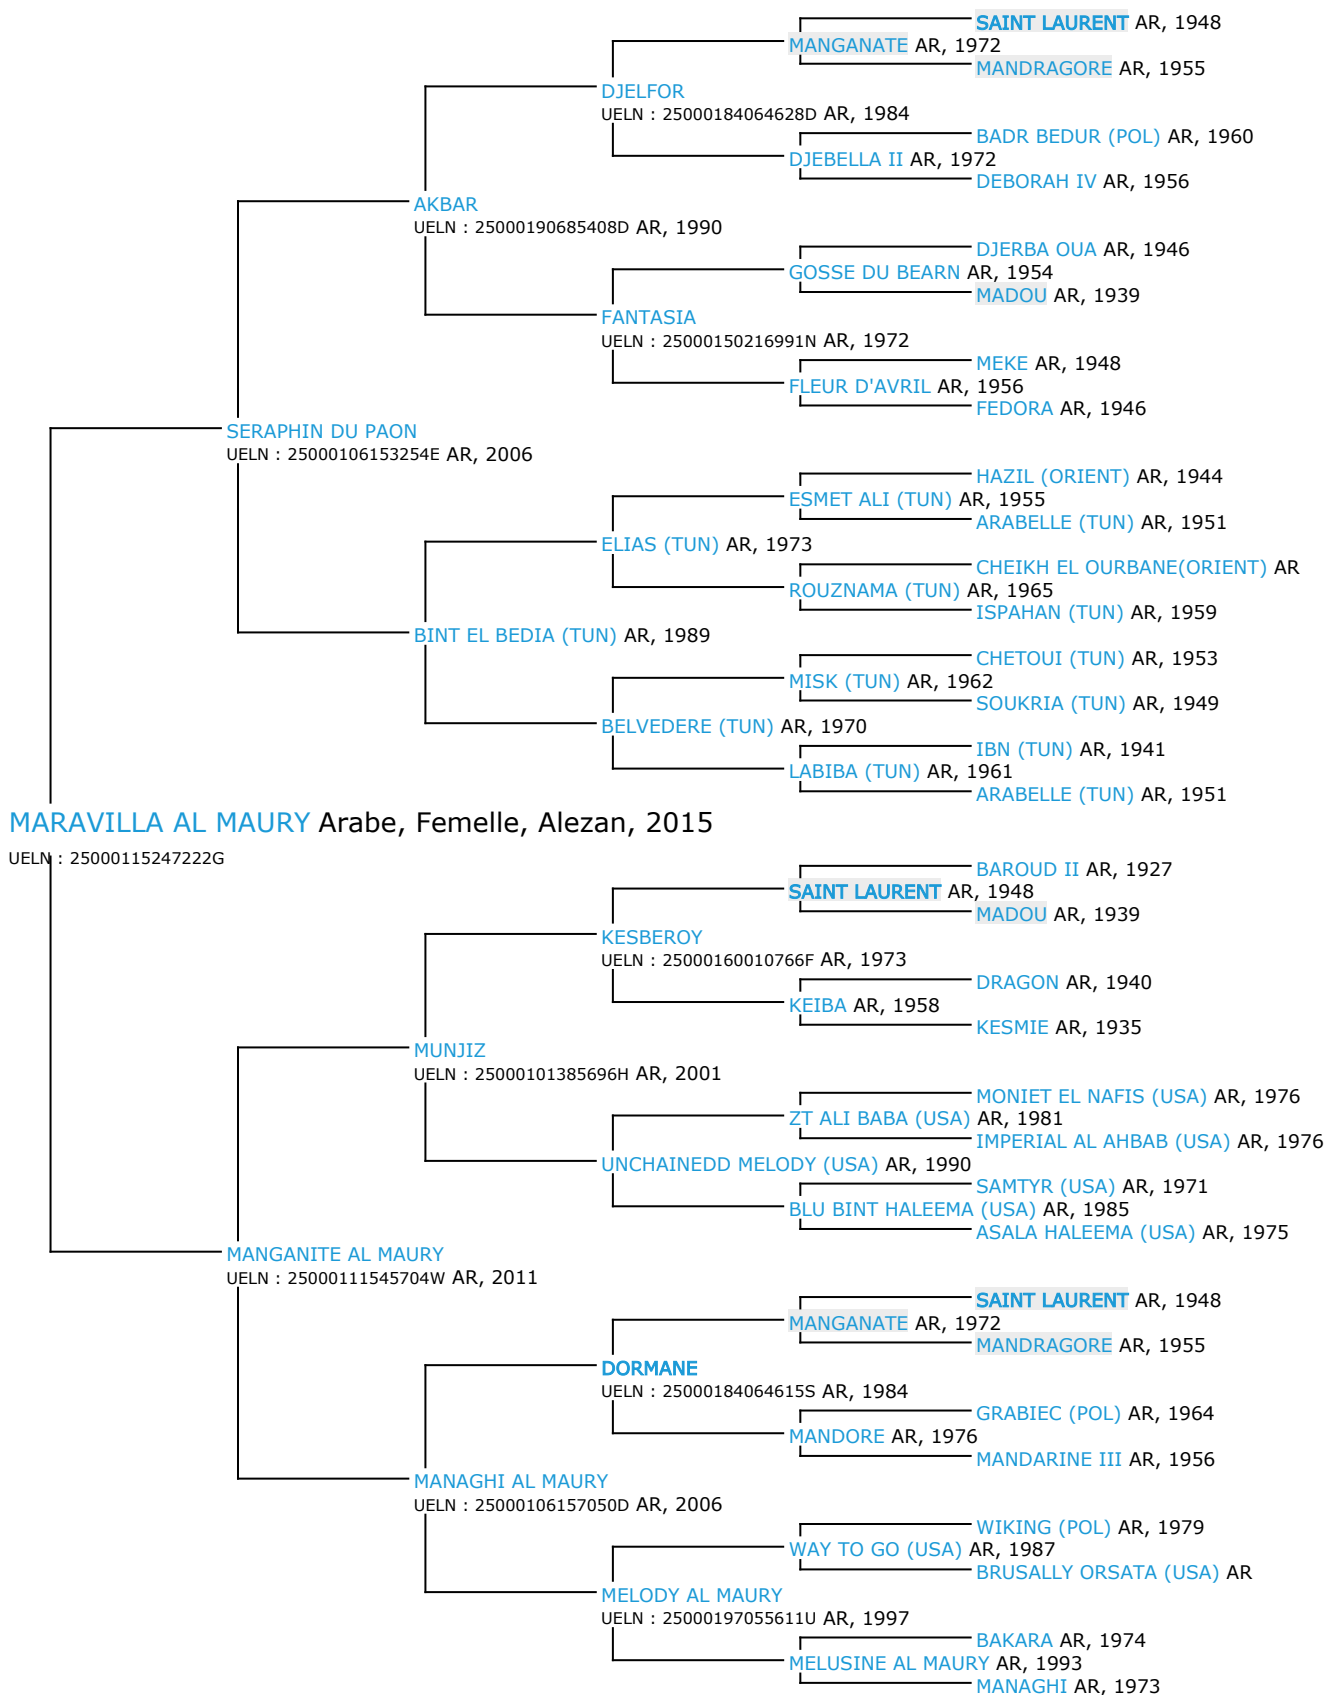 SAINT LAURENT AR, 1948
MANGANATE AR, 1972
MANDRAGORE AR, 1955
DJELFOR
UELN : 25000184064628D AR, 1984
BADR BEDUR (POL) AR, 1960
DJEBELLA II AR, 1972
DEBORAH IV AR, 1956
AKBAR
UELN : 25000190685408D AR, 1990
DJERBA OUA AR, 1946
GOSSE DU BEARN AR, 1954
MADOU AR, 1939
FANTASIA
UELN : 25000150216991N AR, 1972
MEKE AR, 1948
FLEUR D'AVRIL AR, 1956
FEDORA AR, 1946
SERAPHIN DU PAON
UELN : 25000106153254E AR, 2006
HAZIL (ORIENT) AR, 1944
ESMET ALI (TUN) AR, 1955
ARABELLE (TUN) AR, 1951
ELIAS (TUN) AR, 1973
CHEIKH EL OURBANE(ORIENT) AR
ROUZNAMA (TUN) AR, 1965
ISPAHAN (TUN) AR, 1959
BINT EL BEDIA (TUN) AR, 1989
CHETOUI (TUN) AR, 1953
MISK (TUN) AR, 1962
SOUKRIA (TUN) AR, 1949
BELVEDERE (TUN) AR, 1970
IBN (TUN) AR, 1941
LABIBA (TUN) AR, 1961
ARABELLE (TUN) AR, 1951
MARAVILLA AL MAURY Arabe, Femelle, Alezan, 2015
UELN : 25000115247222G
BAROUD II AR, 1927
SAINT LAURENT AR, 1948
MADOU AR, 1939
KESBEROY
UELN : 25000160010766F AR, 1973
DRAGON AR, 1940
KEIBA AR, 1958
KESMIE AR, 1935
MUNJIZ
UELN : 25000101385696H AR, 2001
MONIET EL NAFIS (USA) AR, 1976
ZT ALI BABA (USA) AR, 1981
IMPERIAL AL AHBAB (USA) AR, 1976
UNCHAINEDD MELODY (USA) AR, 1990
SAMTYR (USA) AR, 1971
BLU BINT HALEEMA (USA) AR, 1985
ASALA HALEEMA (USA) AR, 1975
MANGANITE AL MAURY
UELN : 25000111545704W AR, 2011
SAINT LAURENT AR, 1948
MANGANATE AR, 1972
MANDRAGORE AR, 1955
DORMANE
UELN : 25000184064615S AR, 1984
GRABIEC (POL) AR, 1964
MANDORE AR, 1976
MANDARINE III AR, 1956
MANAGHI AL MAURY
UELN : 25000106157050D AR, 2006
WIKING (POL) AR, 1979
WAY TO GO (USA) AR, 1987
BRUSALLY ORSATA (USA) AR
MELODY AL MAURY
UELN : 25000197055611U AR, 1997
BAKARA AR, 1974
MELUSINE AL MAURY AR, 1993
MANAGHI AR, 1973